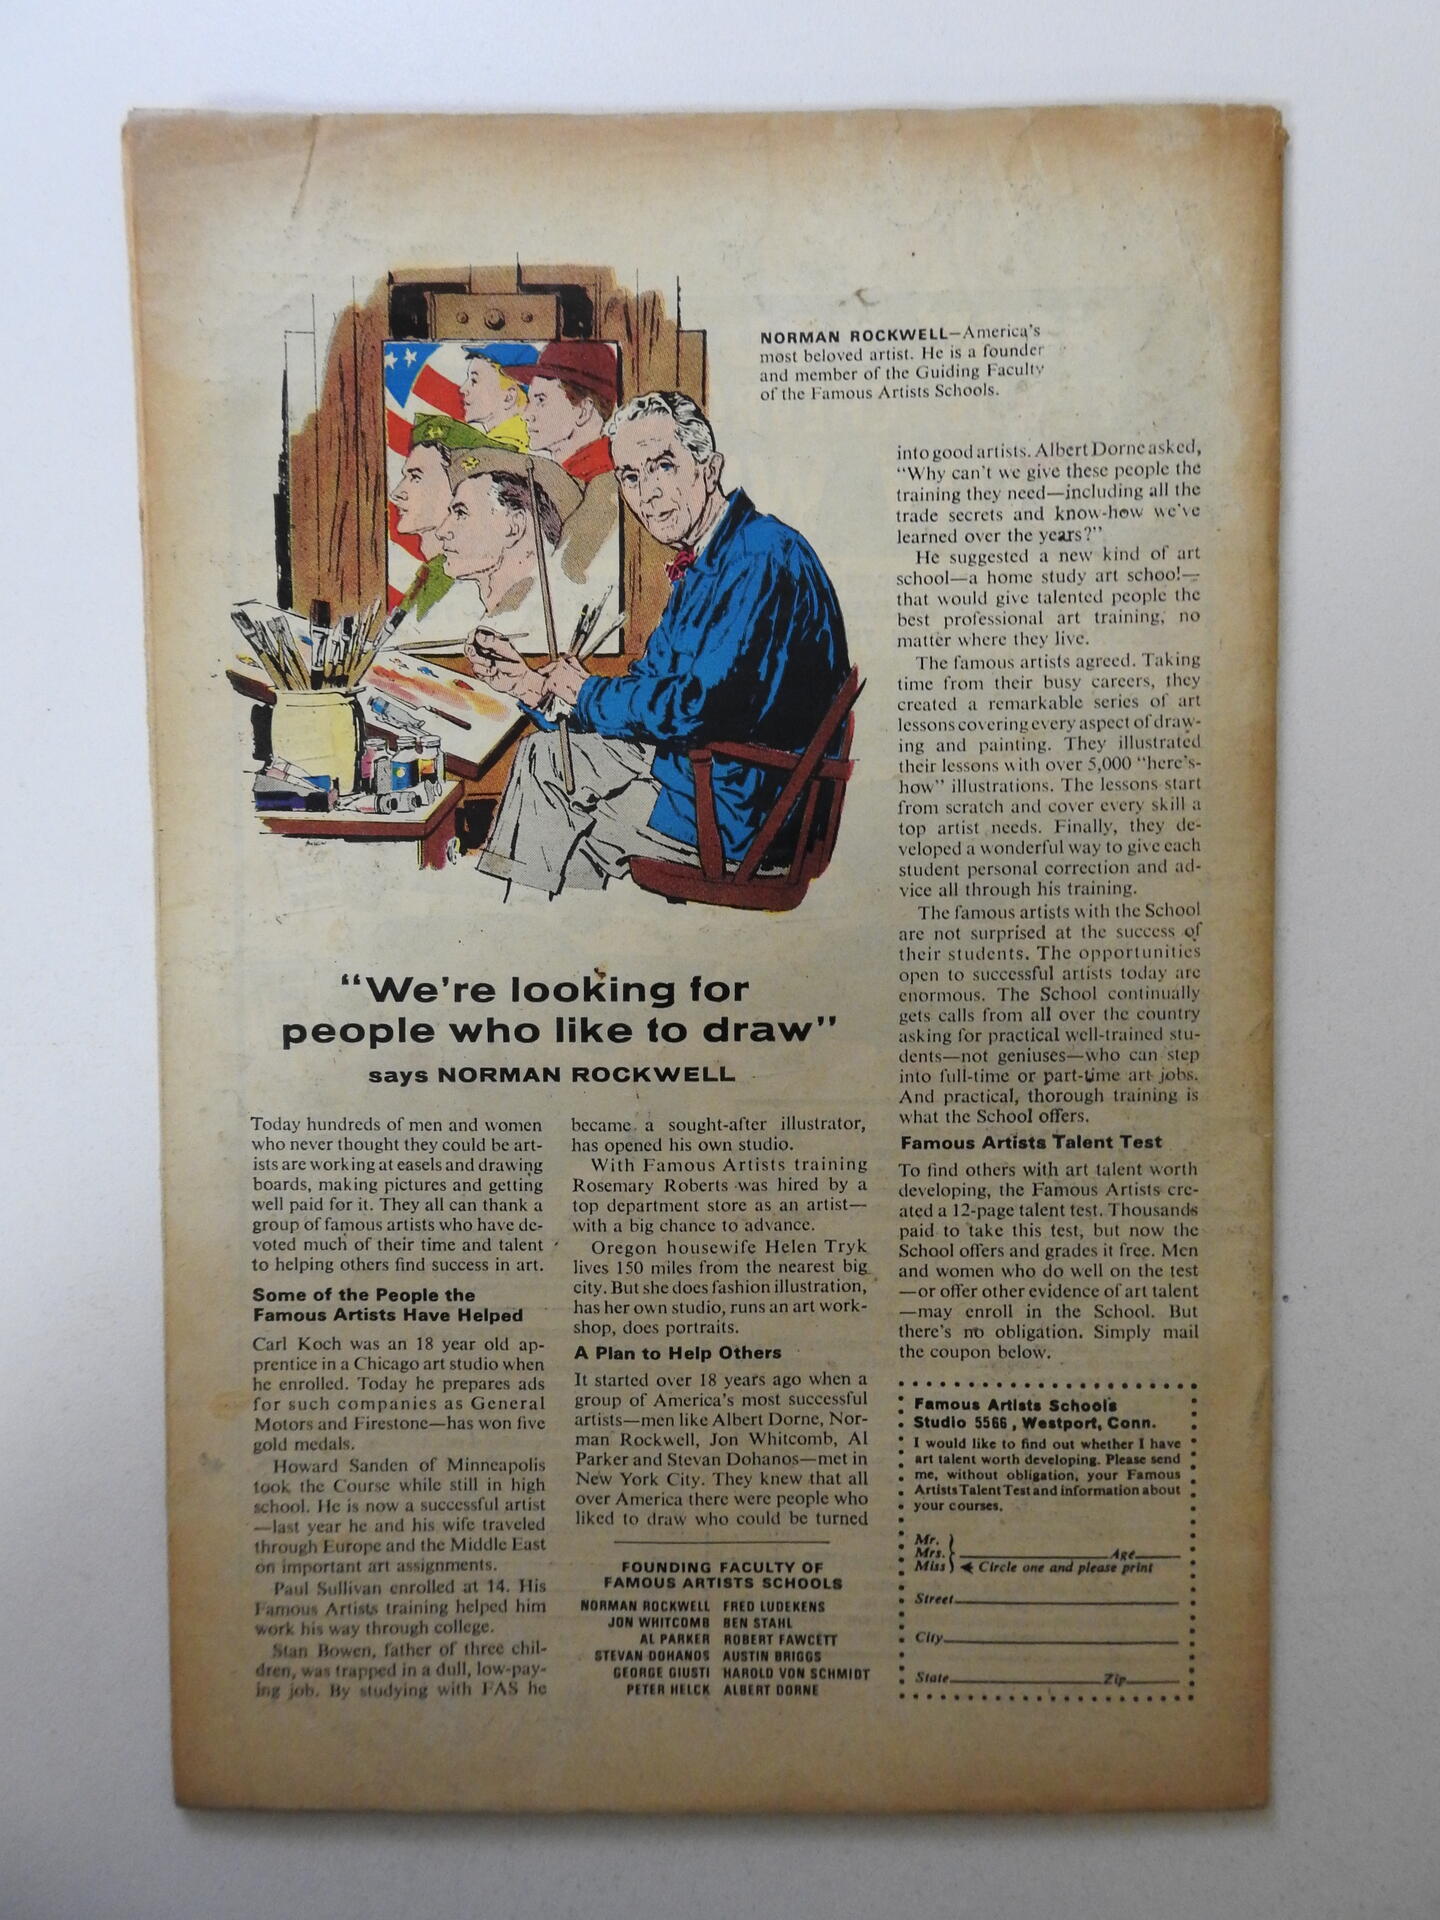 NORMAN ROCKWELL—America's
most beloved artist. He is a founder
and member of the Guiding Faculty
of the Famous Artists Schools.
"We're looking for
people who like to draw"
says NORMAN ROCKWELL
Today hundreds of men and women
who never thought they could be art-
ists are working at easels and drawing
boards, making pictures and getting
well paid for it. They all can thank a
group of famous artists who have de-
voted much of their time and talent
to helping others find success in art.
Some of the People the
Famous Artists Have Helped
Carl Koch was an 18 year old ap-
prentice in a Chicago art studio when
he enrolled. Today he prepares ads
for such companies as General
Motors and Firestone—has won five
gold medals.
Howard Sanden of Minneapolis
took the Course while still in high
school. He is now a successful artist
—last year he and his wife traveled
through Europe and the Middle East
on important art assignments.
Paul Sullivan enrolled at 14. His
Famous Artists training helped him
work his way through college.
Stan Bowen, father of three chil-
dren, was trapped in a dull, low-pay-
ing job. By studying with FAS he
became a sought-after illustrator,
has opened his own studio.
With Famous Artists training
Rosemary Roberts was hired by a
top department store as an artist—
with a big chance to advance.
Oregon housewife Helen Tryk
lives 150 miles from the nearest big
city. But she does fashion illustration,
has her own studio, runs an art work-
shop, does portraits.
A Plan to Help Others
It started over 18 years ago when a
group of America's most successful
artists—men like Albert Dorne, Nor-
man Rockwell, Jon Whitcomb, Al
Parker and Stevan Dohanos—met in
New York City. They knew that all
over America there were people who
liked to draw who could be turned
FOUNDING FACULTY OF
FAMOUS ARTISTS SCHOOLS
NORMAN ROCKWELL FRED LUDEKENS
JON WHITCOMB BEN STAHL
AL PARKER ROBERT FAWCETT
STEVAN DOHANOS AUSTIN BRIGGS
GEORGE GIUSTI HAROLD VON SCHMIDT
PETER HELCK ALBERT DORNE
into good artists. Albert Dorne asked,
"Why can't we give these people the
training they need—including all the
trade secrets and know-how we've
learned over the years?"
He suggested a new kind of art
school—a home study art school—
that would give talented people the
best professional art training, no
matter where they live.
The famous artists agreed. Taking
time from their busy careers, they
created a remarkable series of art
lessons covering every aspect of draw-
ing and painting. They illustrated
their lessons with over 5,000 "here's-
how" illustrations. The lessons start
from scratch and cover every skill a
top artist needs. Finally, they de-
veloped a wonderful way to give each
student personal correction and ad-
vice all through his training.
The famous artists with the School
are not surprised at the success of
their students. The opportunities
open to successful artists today are
enormous. The School continually
gets calls from all over the country
asking for practical well-trained stu-
dents—not geniuses—who can step
into full-time or part-time art jobs.
And practical, thorough training is
what the School offers.
Famous Artists Talent Test
To find others with art talent worth
developing, the Famous Artists cre-
ated a 12-page talent test. Thousands
paid to take this test, but now the
School offers and grades it free. Men
and women who do well on the test
—or offer other evidence of art talent
—may enroll in the School. But
there's no obligation. Simply mail
the coupon below.
Famous Artists Schools
Studio 5566, Westport, Conn.
I would like to find out whether I have
art talent worth developing. Please send
me, without obligation, your Famous
Artists Talent Test and information about
your courses.
Mr.
Mrs. Age
Miss Circle one and please print
Street
City
State Zip